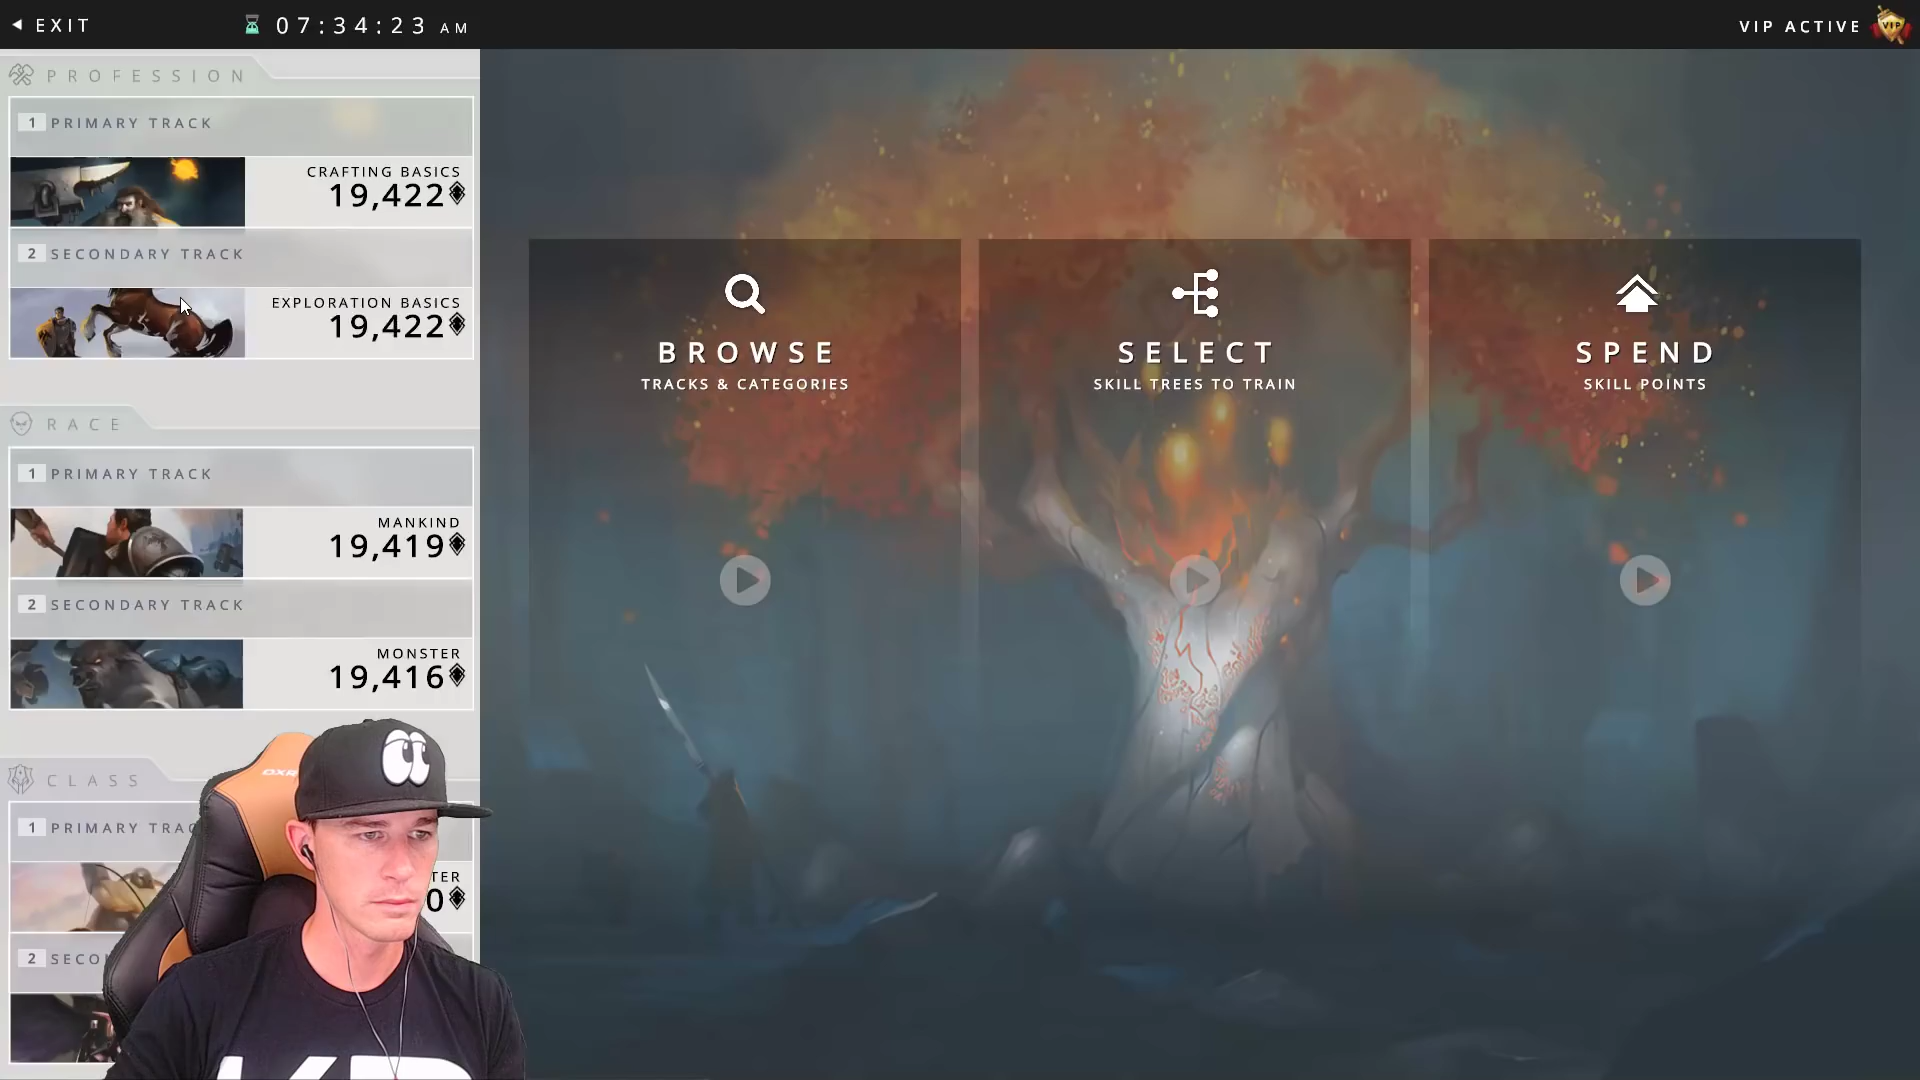 EXIT
07:34:23 AM
VIP ACTIVE
VIP
PROFESSION
1 PRIMARY TRACK
CRAFTING BASICS
19,422
2 SECONDARY TRACK
EXPLORATION BASICS
19,422
RACE
1 PRIMARY TRACK
MANKIND
19,419
2 SECONDARY TRACK
MONSTER
19,416
CLASS
1 PRIMARY TRAC
TER
0
2 SECO
BROWSE
TRACKS & CATEGORIES
SELECT
SKILL TREES TO TRAIN
SPEND
SKILL POINTS